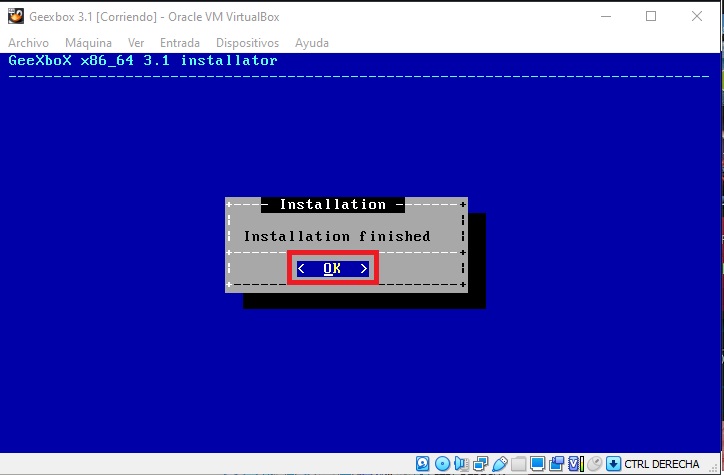 Geexbox 3.1 [Corriendo] - Oracle VM VirtualBox
Archivo Máquina Ver Entrada Dispositivos Ayuda
GeeXboX x86_64 3.1 installator
Installation
Installation finished
< OK >
CTRL DERECHA